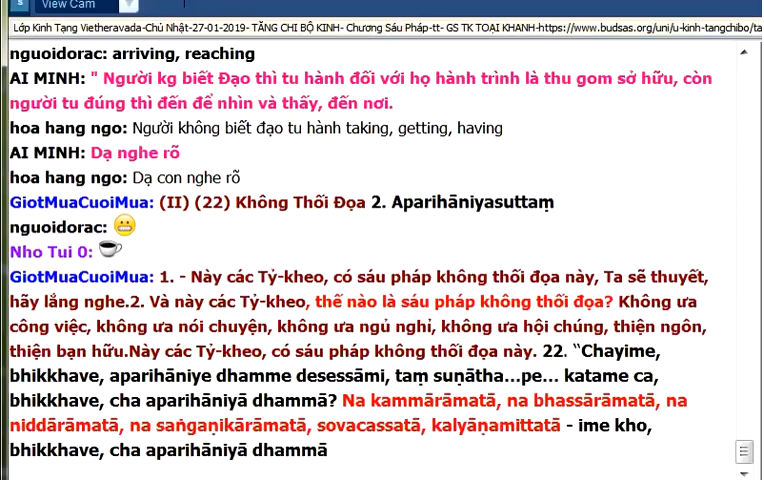 View Cam
Lớp Kinh Tạng Vietheravada-Chủ Nhật-27-01-2019- TĂNG CHI BỘ KINH- Chương Sáu Pháp-tt- GS TK TOẠI KHANH-https://www.budsas.org/uni/u-kinh-tangchibo/ta
nguoidorac: arriving, reaching
AI MINH: " Người kg biết Đạo thì tu hành đối với họ hành trình là thu gom sở hữu, còn
người tu đúng thì đến để nhìn và thấy, đến nơi.
hoa hang ngo: Người không biết đạo tu hành taking, getting, having
AI MINH: Dạ nghe rõ
hoa hang ngo: Dạ con nghe rõ
GiotMuaCuoiMua: (II) (22) Không Thối Đọa 2. Aparihāniyasuttaṃ
nguoidorac:
Nho Tui 0:
GiotMuaCuoiMua: 1. - Này các Tỷ-kheo, có sáu pháp không thối đọa này, Ta sẽ thuyết,
hãy lắng nghe.2. Và này các Tỷ-kheo, thế nào là sáu pháp không thối đọa? Không ưa
công việc, không ưa nói chuyện, không ưa ngủ nghỉ, không ưa hội chúng, thiện ngôn,
thiện bạn hữu.Này các Tỷ-kheo, có sáu pháp không thối đọa này. 22. “Chayime,
bhikkhave, aparihāniye dhamme desessāmi, taṃ suṇātha...pe... katame ca,
bhikkhave, cha aparihāniyā dhammā? Na kammārāmatā, na bhassārāmatā, na
niddārāmatā, na saṅgaṇikārāmatā, sovacassatā, kalyāṇamittatā - ime kho,
bhikkhave, cha aparihāniyā dhammā